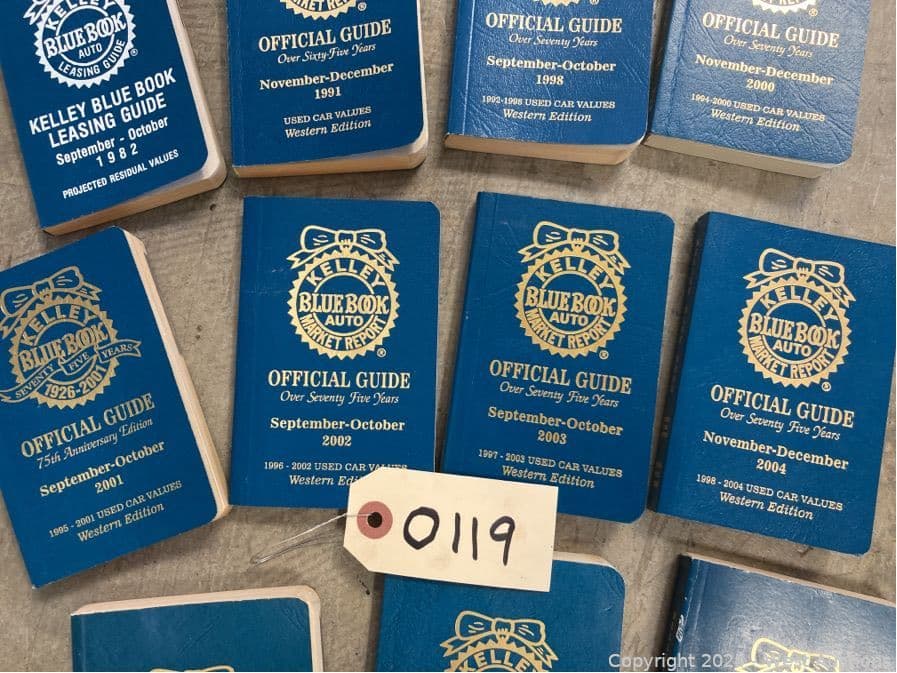 KELLEY
BLUE BOOK
AUTO
LEASING GUIDE
®
KELLEY BLUE BOOK
LEASING GUIDE
September - October
1982
PROJECTED RESIDUAL VALUES
BLUE BOOK
®
OFFICIAL GUIDE
Over Sixty-Five Years
November-December
1991
USED CAR VALUES
Western Edition
®
OFFICIAL GUIDE
Over Seventy Years
September-October
1998
1992-1998 USED CAR VALUES
Western Edition
®
OFFICIAL GUIDE
Over Seventy Years
November-December
2000
1994-2000 USED CAR VALUES
Western Edition
KELLEY
BLUE BOOK
SEVENTY FIVE YEARS
1926-2001
®
OFFICIAL GUIDE
75th Anniversary Edition
September-October
2001
1995 - 2001 USED CAR VALUES
Western Edition
KELLEY
BLUE BOOK
AUTO
MARKET REPORT
®
OFFICIAL GUIDE
Over Seventy Five Years
September-October
2002
1996 - 2002 USED CAR VALUES
Western
KELLEY
BLUE BOOK
AUTO
MARKET REPORT
®
OFFICIAL GUIDE
Over Seventy Five Years
September-October
2003
1997 - 2003 USED CAR VALUES
Western Edition
KELLEY
BLUE BOOK
AUTO
MARKET REPORT
®
OFFICIAL GUIDE
Over Seventy Five Years
November-December
2004
1998 - 2004 USED CAR VALUES
Western Edition
0119
KELLEY
Copyright